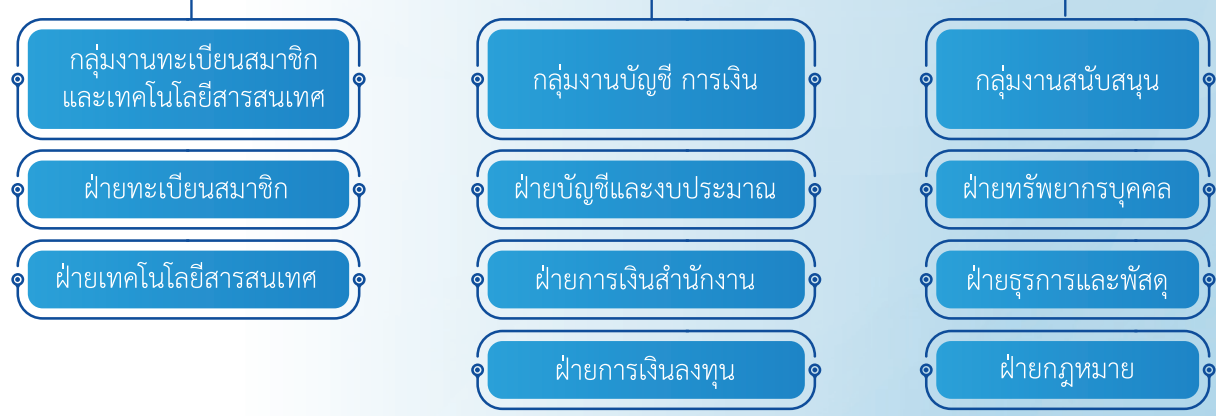 กลุ่มงานทะเบียนสมาชิก
และเทคโนโลยีสารสนเทศ
ฝ่ายทะเบียนสมาชิก
ฝ่ายเทคโนโลยีสารสนเทศ
กลุ่มงานบัญชี การเงิน
ฝ่ายบัญชีและงบประมาณ
ฝ่ายการเงินสำนักงาน
ฝ่ายการเงินลงทุน
กลุ่มงานสนับสนุน
ฝ่ายทรัพยากรบุคคล
ฝ่ายธุรการและพัสดุ
ฝ่ายกฎหมาย